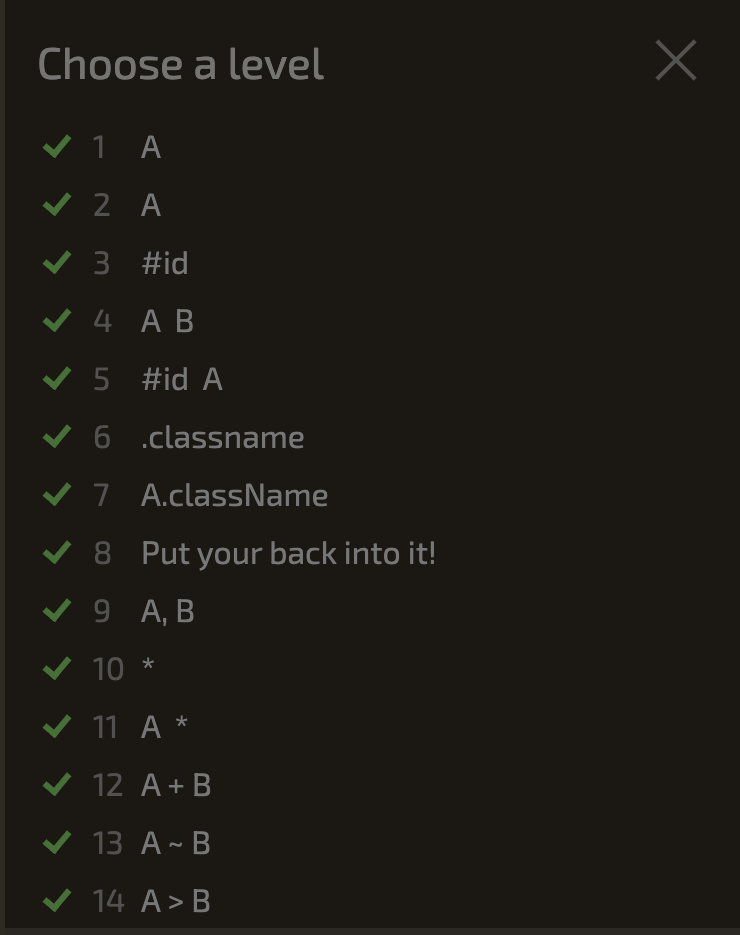 Choose a level
1 A
2 A
3 #id
4 A B
5 #id A
6 .classname
7 A.className
8 Put your back into it!
9 A, B
10 *
11 A *
12 A + B
13 A ~ B
14 A > B